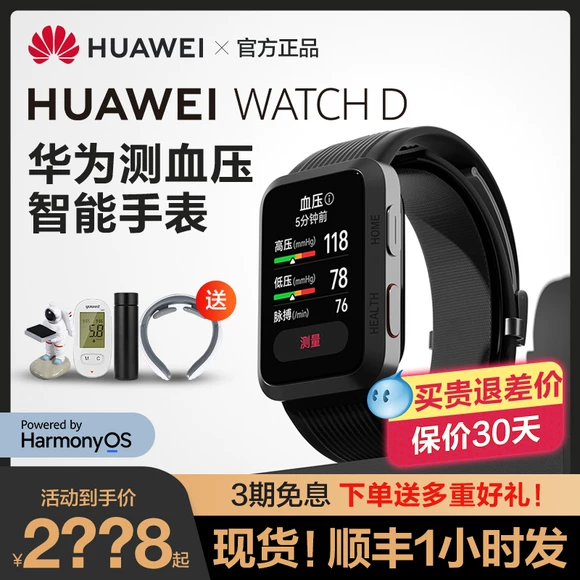 HUAWEI × 官方正品
HUAWEI WATCH D
华为测血压
智能手表
血压
5分钟前
高压(mmHg) 118
低压(mmHg) 78
脉搏(/min) 76
测量
HOME
HEALTH
送
yuwell
5.8
M C
Powered by
HarmonyOS
买贵退差价
保价30天
活动到手价
¥2??8起
3期免息 下单送多重好礼!
现货!顺丰1小时发